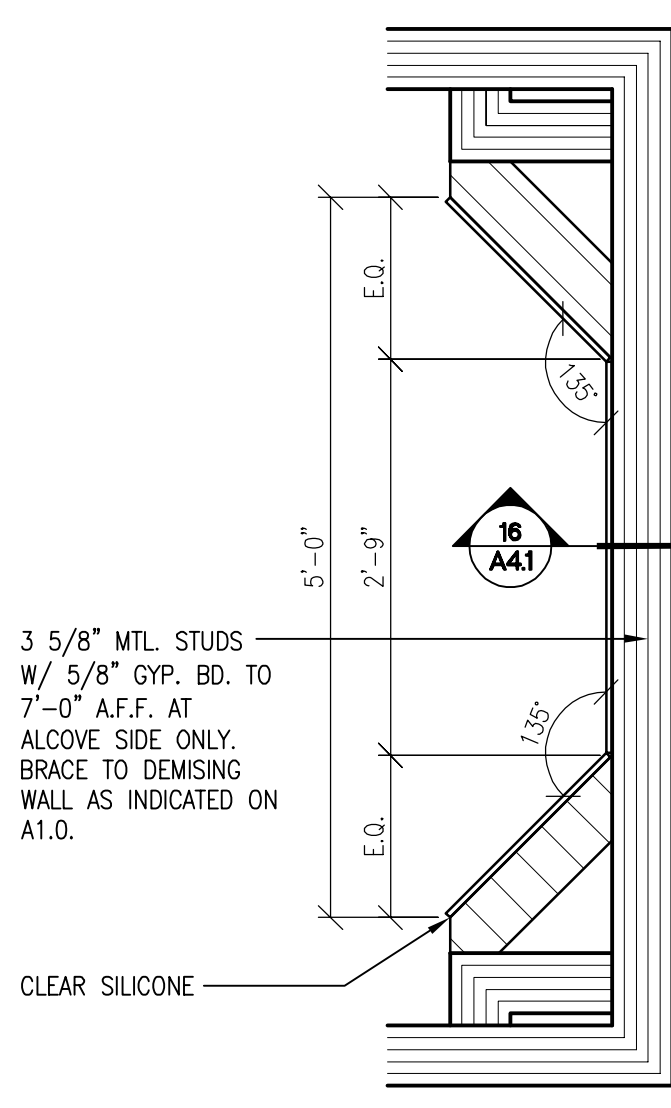 E.Q.
135°
5'-0"
2'-9"
16
A4.1
3 5/8" MTL. STUDS
W/ 5/8" GYP. BD. TO
7'-0" A.F.F. AT
ALCOVE SIDE ONLY.
BRACE TO DEMISING
WALL AS INDICATED ON
A1.0.
135°
E.Q.
CLEAR SILICONE